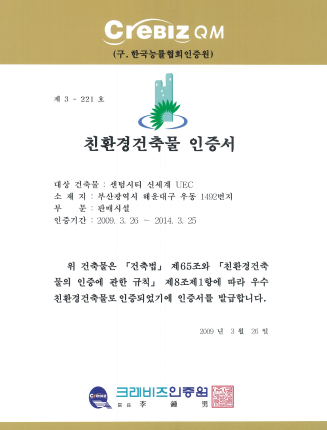 CREBIZ QM
(구. 한국능률협회인증원)
제 3 - 221 호
친환경건축물 인증서
대상 건축물 : 센텀시티 신세계 UEC
소 재 지 : 부산광역시 해운대구 우동 1492번지
부 문 : 판매시설
인증기간 : 2009. 3. 26 ~ 2014. 3. 25
위 건축물은 「건축법」 제65조와 「친환경건축
물의 인증에 관한 규칙」 제8조제1항에 따라 우수
친환경건축물로 인증되었기에 인증서를 발급합니다.
2009 년 3 월 26 일
CREBIZ
크레비즈인증원
대표 李 鍾 男